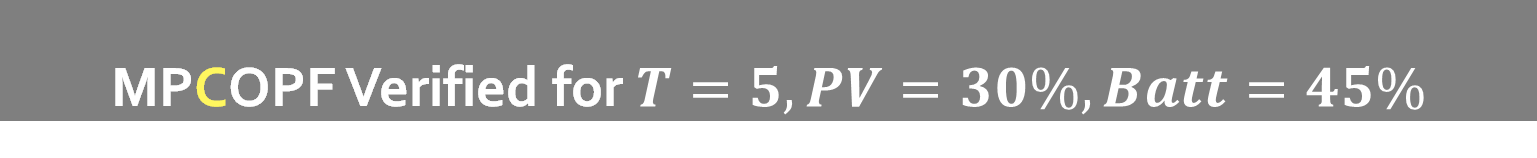 MPCOPF Verified for T = 5, PV = 30%, Batt = 45%